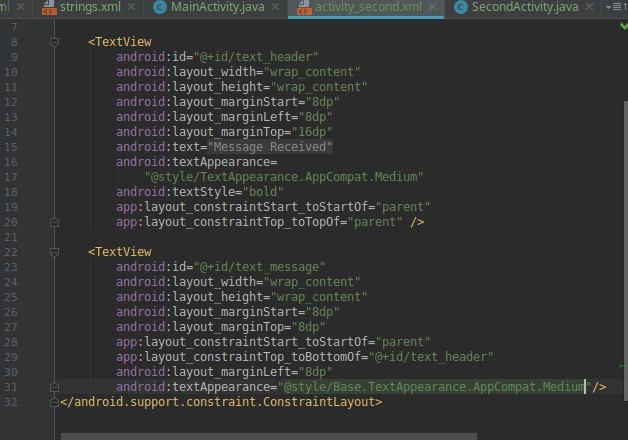 ml × strings.xml × MainActivity.java × activity_second.xml × SecondActivity.java × 1
7
8 <TextView
9 android:id="@+id/text_header"
10 android:layout_width="wrap_content"
11 android:layout_height="wrap_content"
12 android:layout_marginStart="8dp"
13 android:layout_marginLeft="8dp"
14 android:layout_marginTop="16dp"
15 android:text="Message Received"
16 android:textAppearance=
17 "@style/TextAppearance.AppCompat.Medium"
18 android:textStyle="bold"
19 app:layout_constraintStart_toStartOf="parent"
20 app:layout_constraintTop_toTopOf="parent" />
21
22 <TextView
23 android:id="@+id/text_message"
24 android:layout_width="wrap_content"
25 android:layout_height="wrap_content"
26 android:layout_marginStart="8dp"
27 android:layout_marginTop="8dp"
28 app:layout_constraintStart_toStartOf="parent"
29 app:layout_constraintTop_toBottomOf="@+id/text_header"
30 android:layout_marginLeft="8dp"
31 android:textAppearance="@style/Base.TextAppearance.AppCompat.Medium"/>
32 </android.support.constraint.ConstraintLayout>